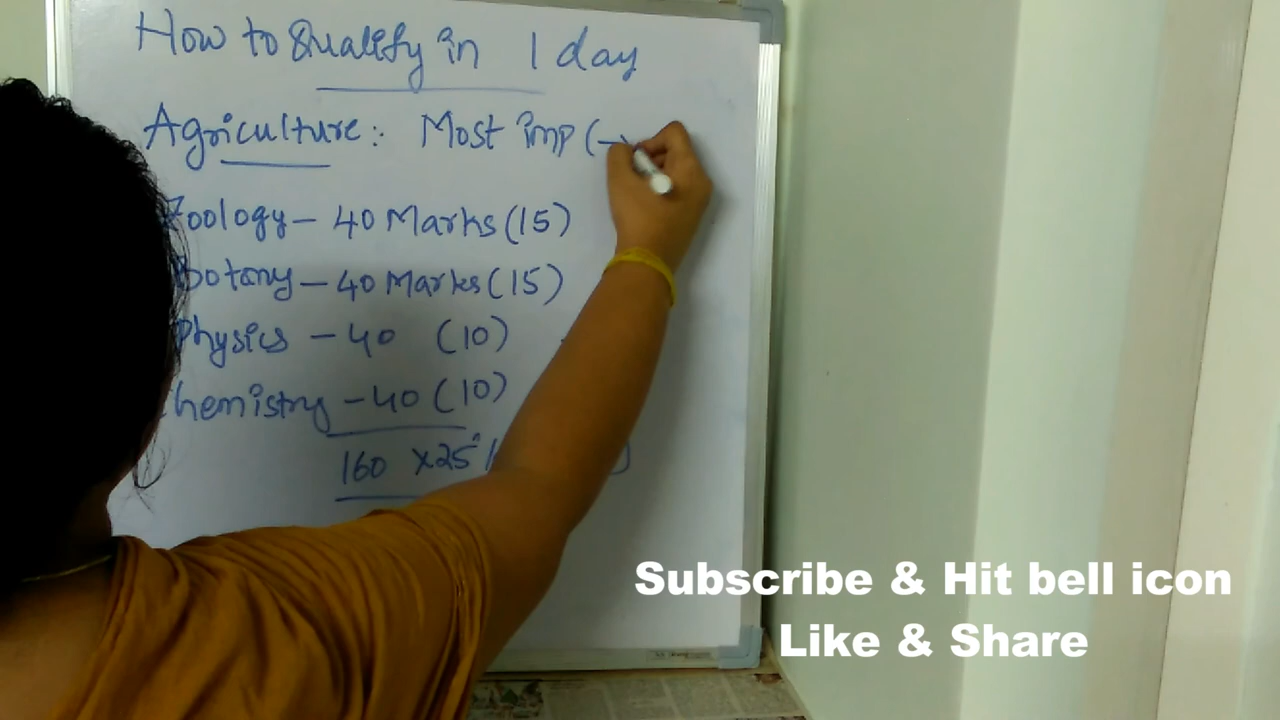 How to Qualify in 1 day
Agriculture: Most imp (
Zoology - 40 Marks (15)
Botany - 40 Marks (15)
Physics - 40 (10)
Chemistry - 40 (10)
160 x 25
Subscribe & Hit bell icon
Like & Share